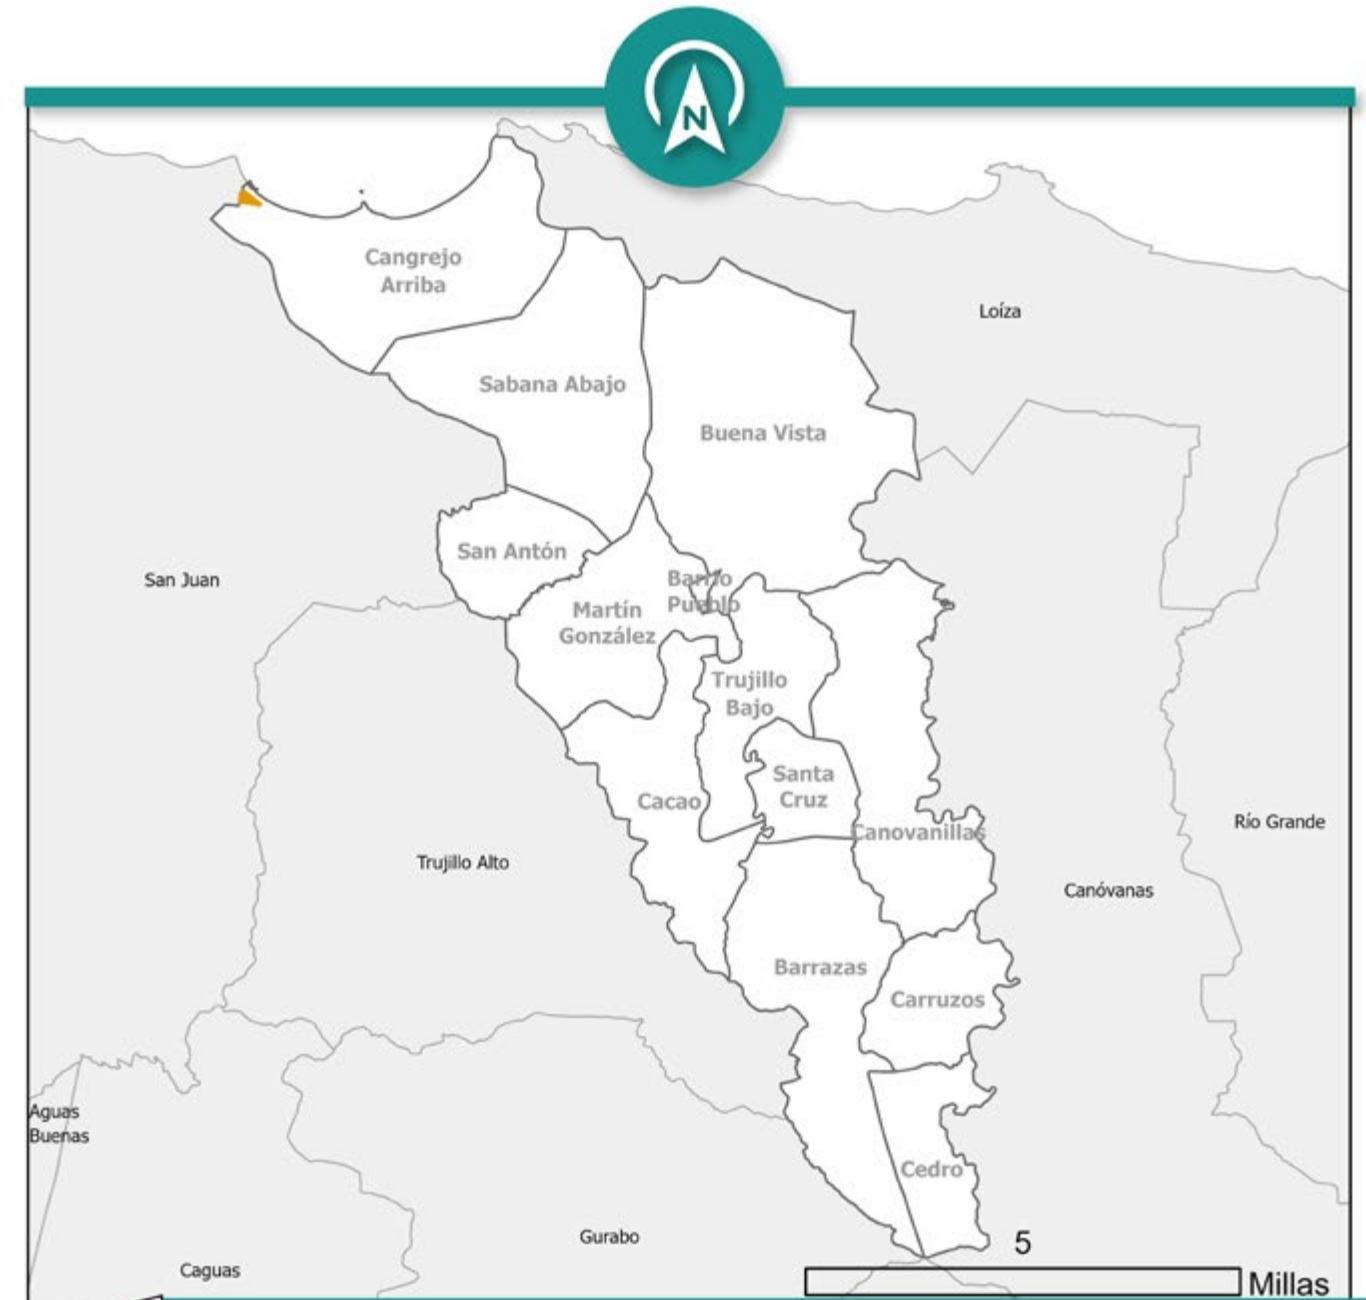 N
Cangrejo
Arriba
Loíza
Sabana Abajo
Buena Vista
San Antón
San Juan
Barrio
Pueblo
Martín
González
Trujillo
Bajo
Santa
Cruz
Cacao
Canovanillas
Río Grande
Trujillo Alto
Canóvanas
Barrazas
Carruzos
Aguas
Buenas
Cedro
Gurabo
5
Caguas
Millas